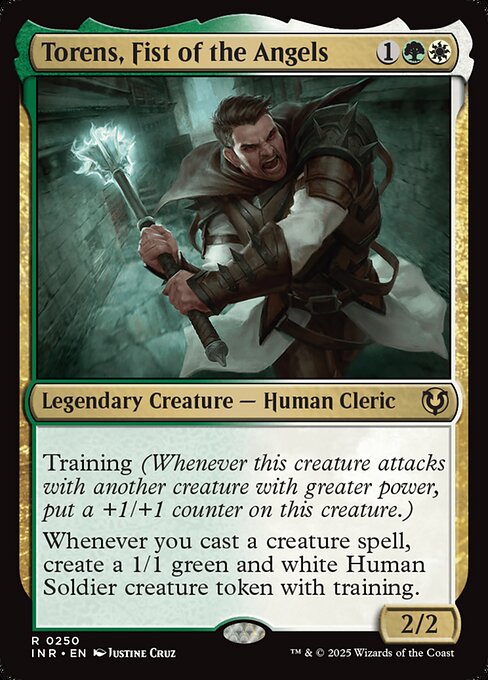 Torens, Fist of the Angels 1
Legendary Creature — Human Cleric
Training (Whenever this creature attacks
with another creature with greater power,
put a +1/+1 counter on this creature.)
Whenever you cast a creature spell,
create a 1/1 green and white Human
Soldier creature token with training.
2/2
R 0250
INR • EN Justine Cruz
™ & © 2025 Wizards of the Coast